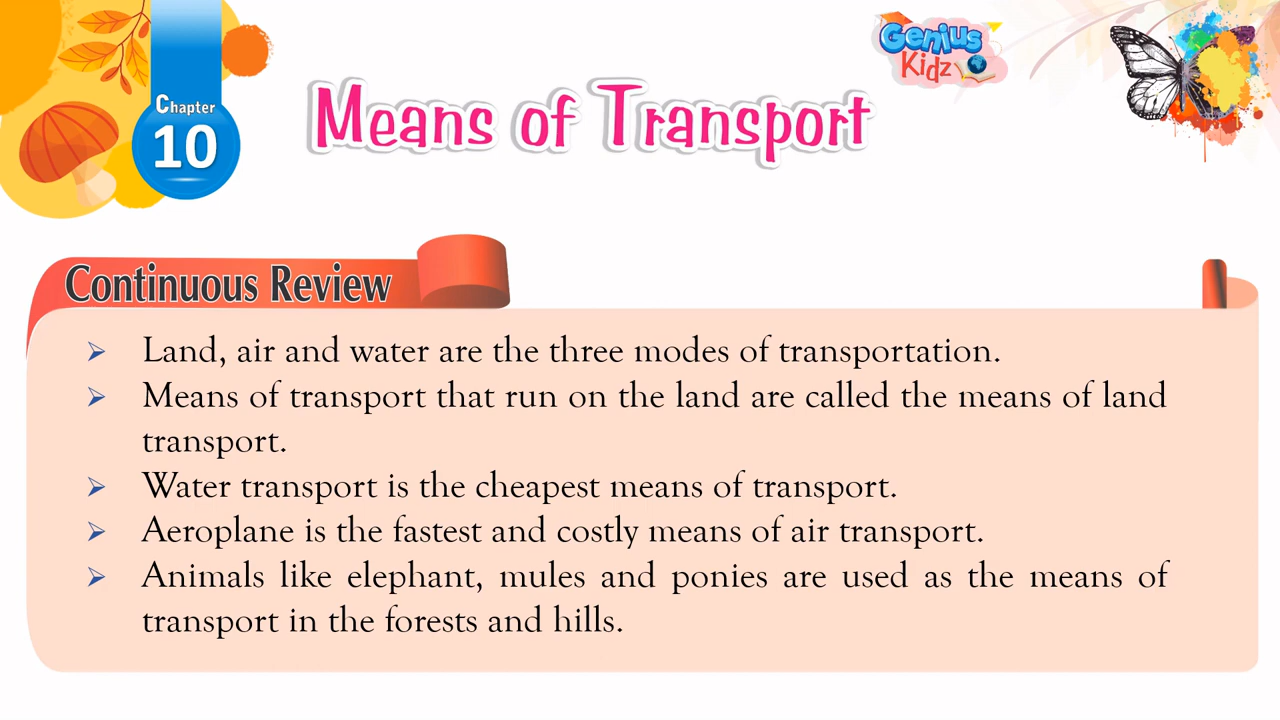 Chapter
10
Means of Transport
Genius
Kidz
Continuous Review
➢ Land, air and water are the three modes of transportation.
➢ Means of transport that run on the land are called the means of land
transport.
➢ Water transport is the cheapest means of transport.
➢ Aeroplane is the fastest and costly means of air transport.
➢ Animals like elephant, mules and ponies are used as the means of
transport in the forests and hills.